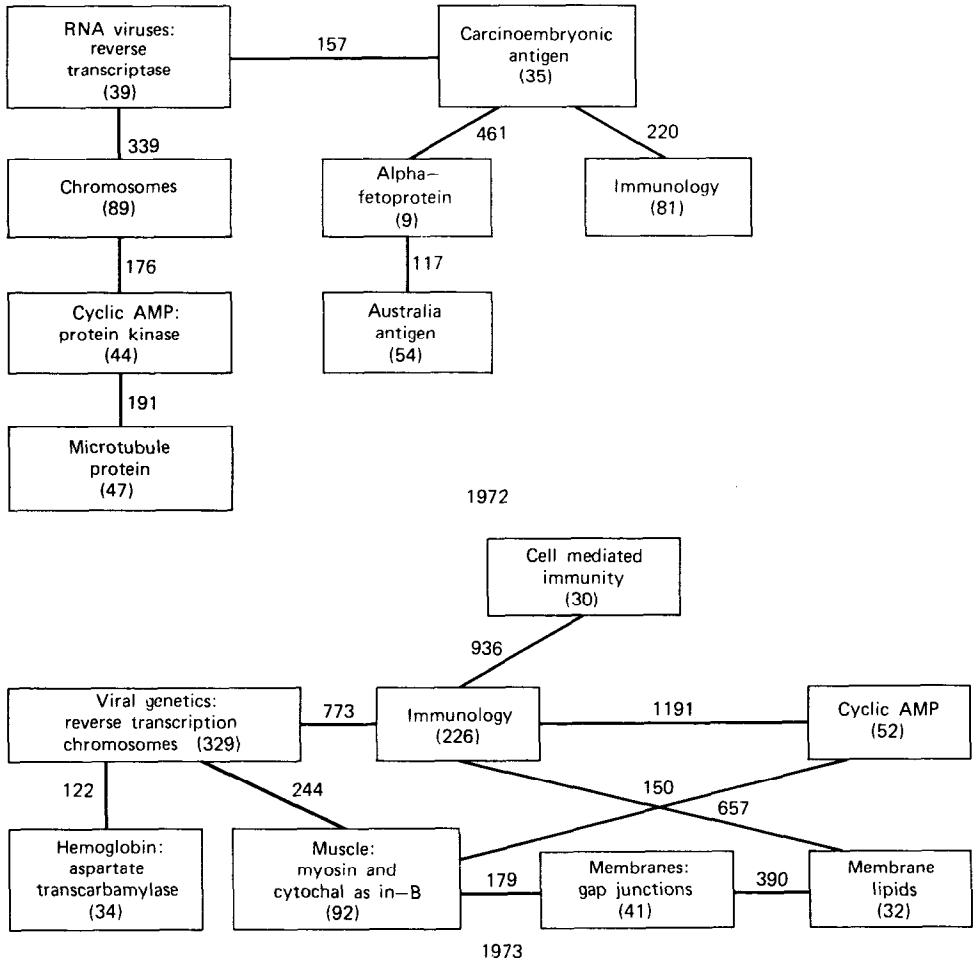 RNA viruses:
reverse
transcriptase
(39)
157
Carcinoembryonic
antigen
(35)
339
461
220
Chromosomes
(89)
Alpha—
fetoprotein
(9)
Immunology
(81)
176
117
Cyclic AMP:
protein kinase
(44)
Australia
antigen
(54)
191
Microtubule
protein
(47)
1972
Cell mediated
immunity
(30)
936
Viral genetics:
reverse transcription
chromosomes (329)
773
Immunology
(226)
1191
Cyclic AMP
(52)
122
244
150
657
Hemoglobin:
aspartate
transcarbamylase
(34)
Muscle:
myosin and
cytochal as in—B
(92)
179
Membranes:
gap junctions
(41)
390
Membrane
lipids
(32)
1973